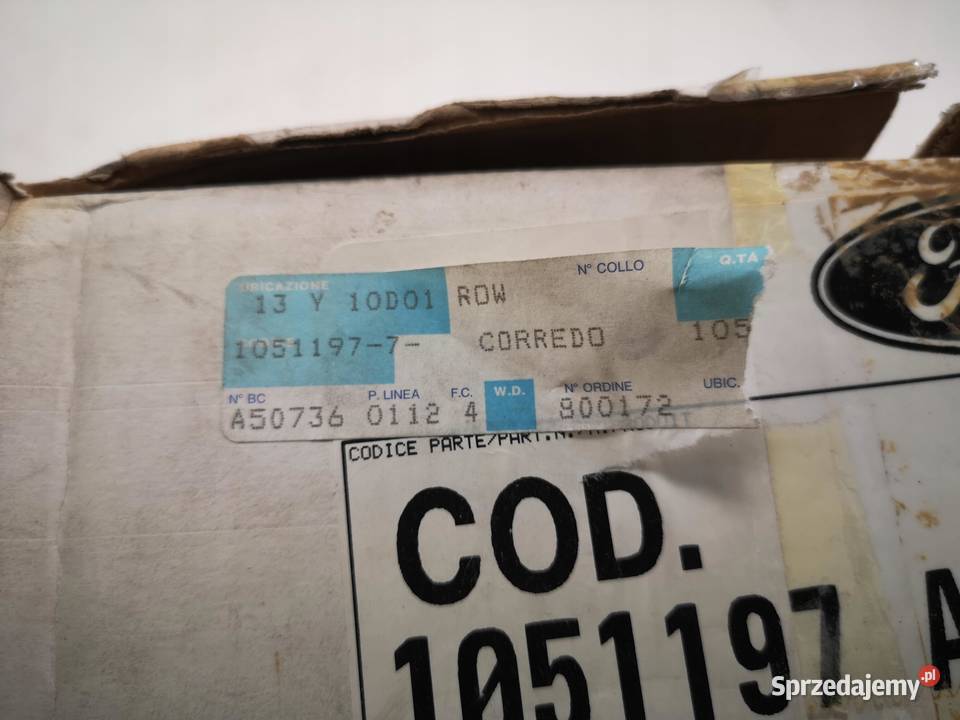 N° COLLO
Q.TA
UBICAZIONE
13 Y 10D01 ROW
1051197-7- CORREDO 105
N° BC P. LINEA F.C. W.D. N° ORDINE UBIC.
A50736 0112 4 800172
CODICE PARTE/PART.N.
COD.
1051197 A
Sprzedajemy.pl